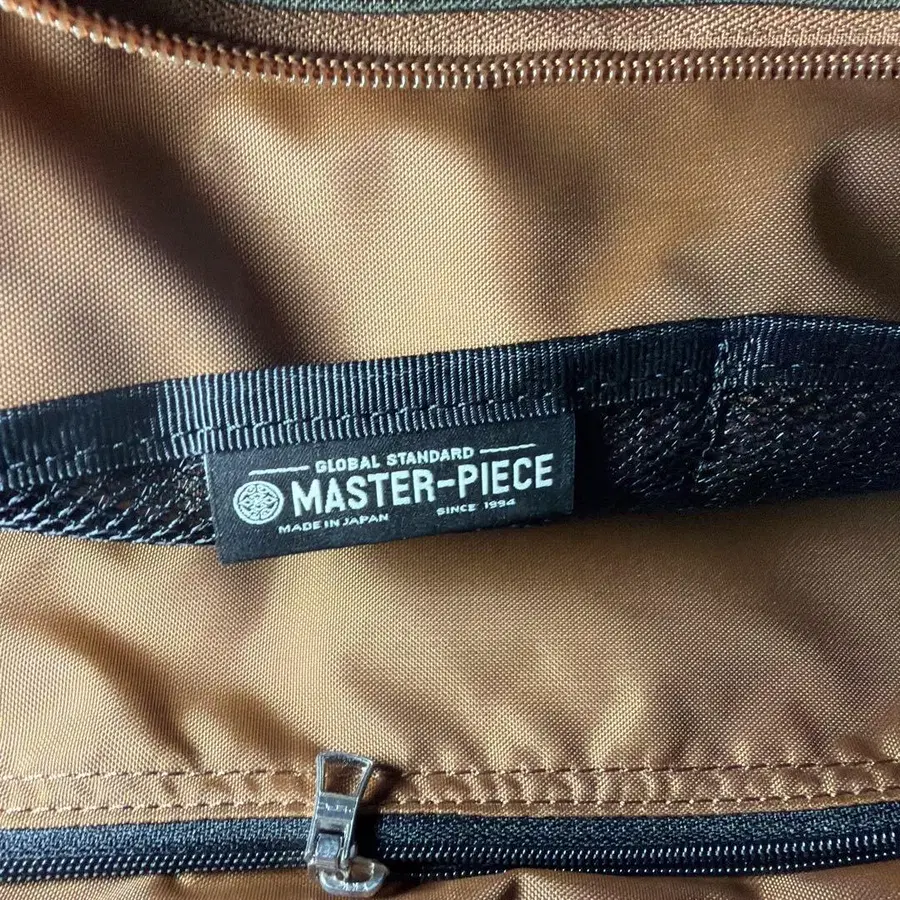 GLOBAL STANDARD
MASTER-PIECE
MADE IN JAPAN SINCE 1994